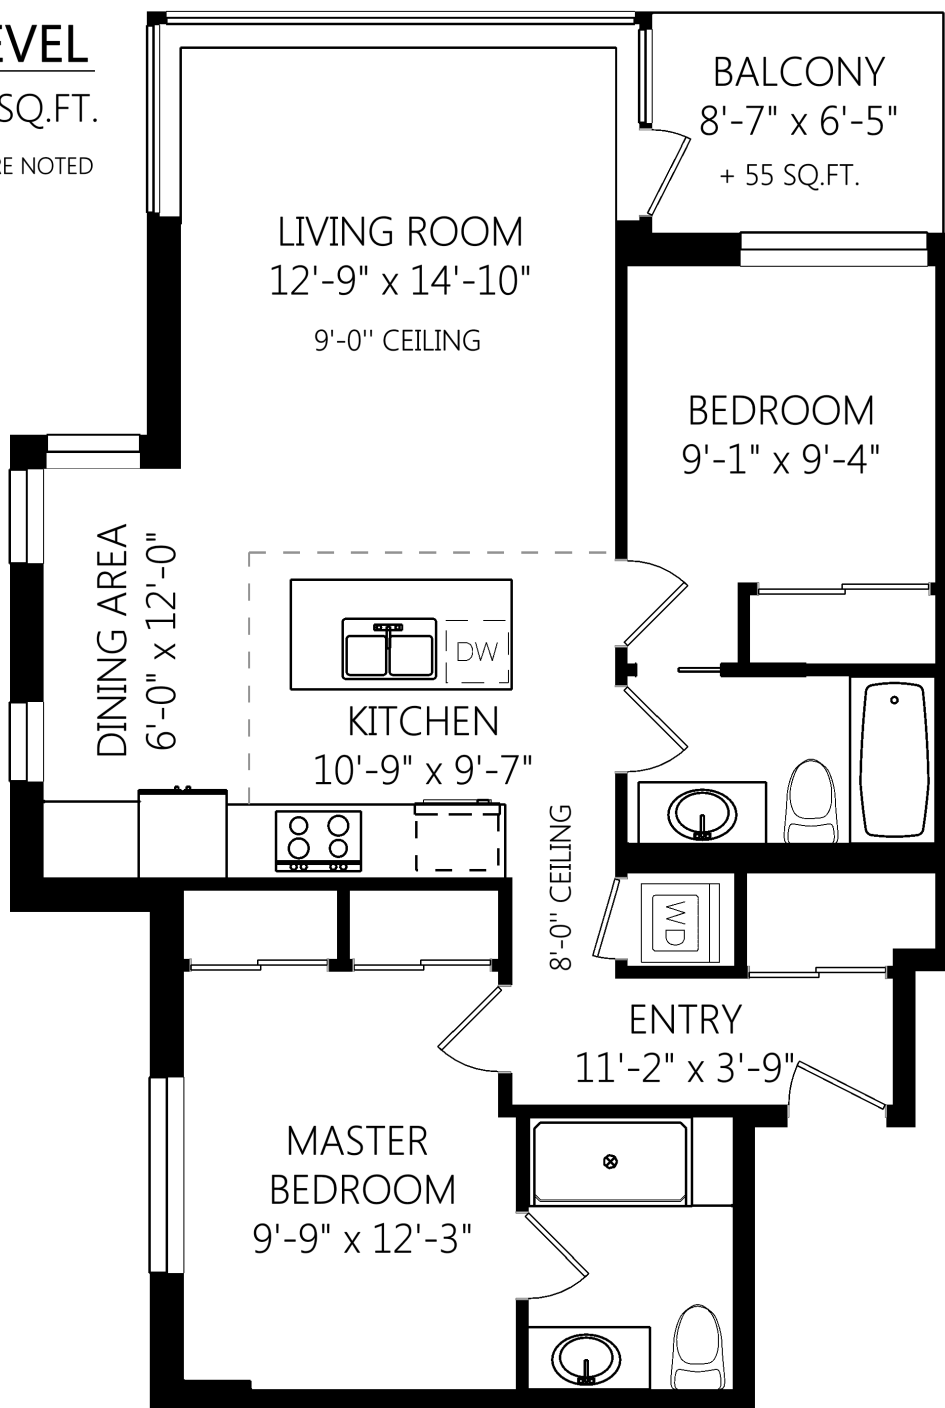 EVEL
SQ.FT.
RE NOTED
BALCONY
8'-7" x 6'-5"
+ 55 SQ.FT.
LIVING ROOM
12'-9" x 14'-10"
9'-0'' CEILING
BEDROOM
9'-1" x 9'-4"
DINING AREA
6'-0" x 12'-0"
DW
KITCHEN
10'-9" x 9'-7"
8'-0'' CEILING
WD
ENTRY
11'-2" x 3'-9"
MASTER
BEDROOM
9'-9" x 12'-3"